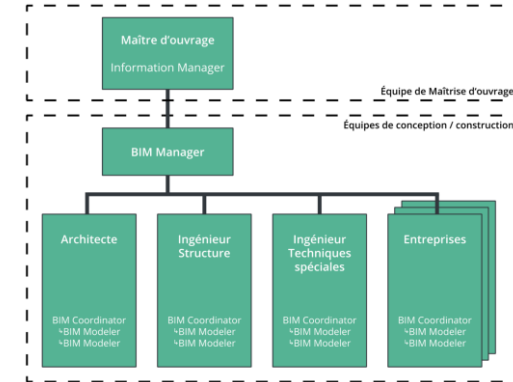 Maître d'ouvrage
Information Manager
Équipe de Maîtrise d'ouvrage
Équipes de conception / construction
BIM Manager
Architecte
BIM Coordinator
↳BIM Modeler
↳BIM Modeler
Ingénieur
Structure
BIM Coordinator
↳BIM Modeler
↳BIM Modeler
Ingénieur
Techniques
spéciales
BIM Coordinator
↳BIM Modeler
↳BIM Modeler
Entreprises
BIM Coordinator
↳BIM Modeler
↳BIM Modeler